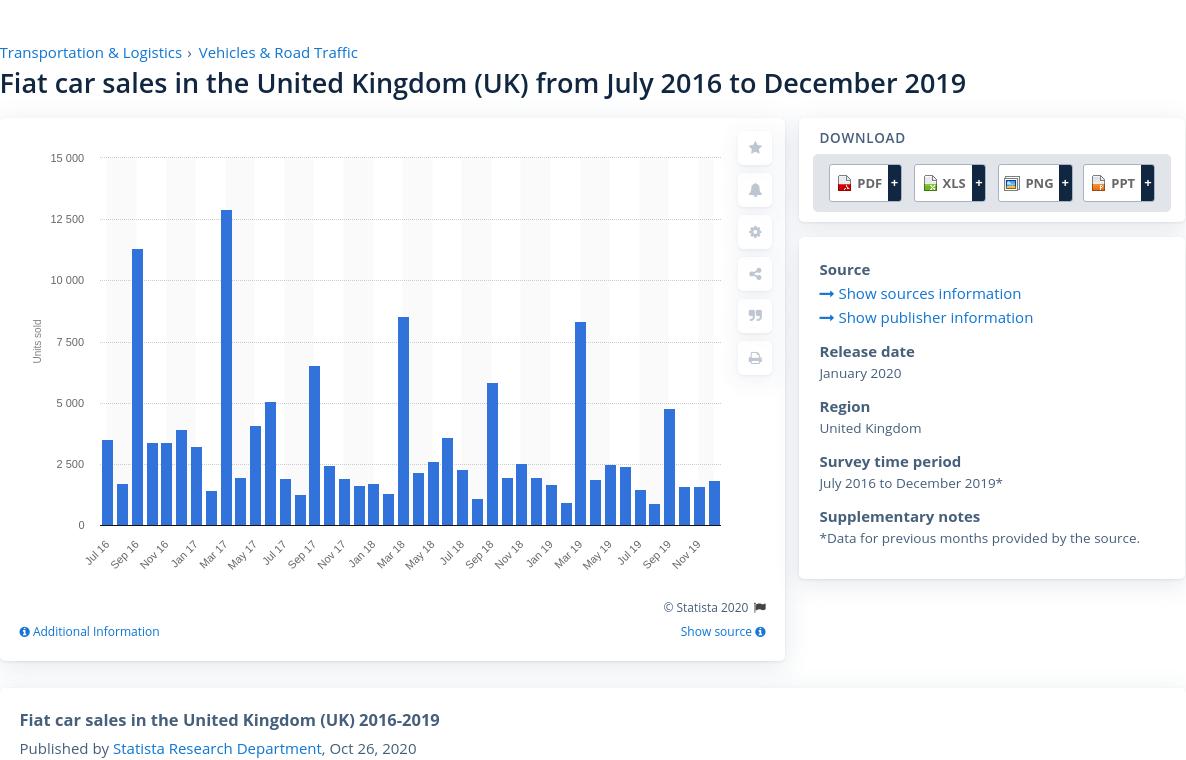 Transportation & Logistics › Vehicles & Road Traffic
Fiat car sales in the United Kingdom (UK) from July 2016 to December 2019
15 000
12 500
10 000
7 500
5 000
2 500
0
Units sold
Jul 16
Sep 16
Nov 16
Jan 17
Mar 17
May 17
Jul 17
Sep 17
Nov 17
Jan 18
Mar 18
May 18
Jul 18
Sep 18
Nov 18
Jan 19
Mar 19
May 19
Jul 19
Sep 19
Nov 19
© Statista 2020
Additional Information
Show source
DOWNLOAD
PDF + XLS + PNG + PPT +
Source
Show sources information
Show publisher information
Release date
January 2020
Region
United Kingdom
Survey time period
July 2016 to December 2019*
Supplementary notes
*Data for previous months provided by the source.
Fiat car sales in the United Kingdom (UK) 2016-2019
Published by Statista Research Department, Oct 26, 2020